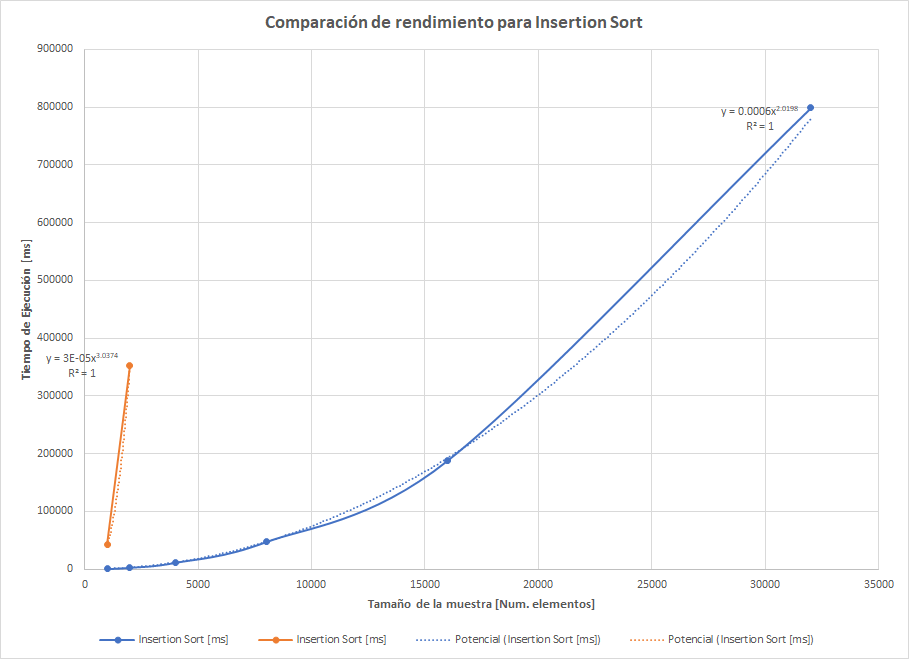 Comparación de rendimiento para Insertion Sort
900000
800000
700000
600000
500000
400000
300000
200000
100000
0
Tiempo de Ejecución [ms]
y = 0.0006x^2.0198
R² = 1
y = 3E-05x^3.0374
R² = 1
0 5000 10000 15000 20000 25000 30000 35000
Tamaño de la muestra [Num. elementos]
Insertion Sort [ms] Insertion Sort [ms] Potencial (Insertion Sort [ms]) Potencial (Insertion Sort [ms])